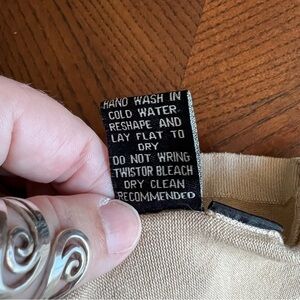 HAND WASH IN
COLD WATER
RESHAPE AND
LAY FLAT TO
DRY
DO NOT WRING
TWISTOR BLEACH
DRY CLEAN
RECOMMENDED